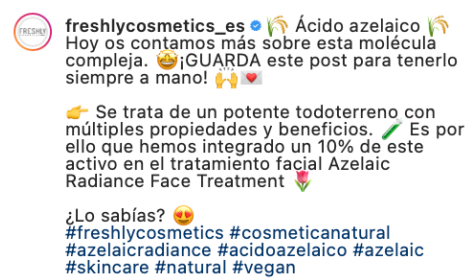 FRESHLY
freshlycosmetics_es 🌾 Ácido azelaico 🌾
Hoy os contamos más sobre esta molécula
compleja. 🤩¡GUARDA este post para tenerlo
siempre a mano! 🙌💌
👉 Se trata de un potente todoterreno con
múltiples propiedades y beneficios. 🧪 Es por
ello que hemos integrado un 10% de este
activo en el tratamiento facial Azelaic
Radiance Face Treatment 🌷
¿Lo sabías? 😍
#freshlycosmetics #cosmeticanatural
#azelaicradiance #acidoazelaico #azelaic
#skincare #natural #vegan